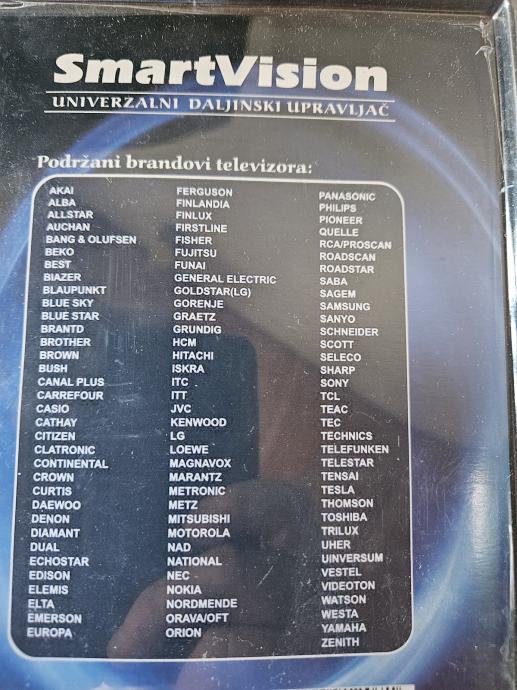 SmartVision
UNIVERZALNI DALJINSKI UPRAVLJAČ
Podržani brandovi televizora:
AKAI
ALBA
ALLSTAR
AUCHAN
BANG & OLUFSEN
BEKO
BEST
BIAZER
BLAUPUNKT
BLUE SKY
BLUE STAR
BRANTD
BROTHER
BROWN
BUSH
CANAL PLUS
CARREFOUR
CASIO
CATHAY
CITIZEN
CLATRONIC
CONTINENTAL
CROWN
CURTIS
DAEWOO
DENON
DIAMANT
DUAL
ECHOSTAR
EDISON
ELEMIS
ELTA
EMERSON
EUROPA
FERGUSON
FINLANDIA
FINLUX
FIRSTLINE
FISHER
FUJITSU
FUNAI
GENERAL ELECTRIC
GOLDSTAR(LG)
GORENJE
GRAETZ
GRUNDIG
HCM
HITACHI
ISKRA
ITC
ITT
JVC
KENWOOD
LG
LOEWE
MAGNAVOX
MARANTZ
METRONIC
METZ
MITSUBISHI
MOTOROLA
NAD
NATIONAL
NEC
NOKIA
NORDMENDE
ORAVA/OFT
ORION
PANASONIC
PHILIPS
PIONEER
QUELLE
RCA/PROSCAN
ROADSCAN
ROADSTAR
SABA
SAGEM
SAMSUNG
SANYO
SCHNEIDER
SCOTT
SELECO
SHARP
SONY
TCL
TEAC
TEC
TECHNICS
TELEFUNKEN
TELESTAR
TENSAI
TESLA
THOMSON
TOSHIBA
TRILUX
UHER
UINVERSUM
VESTEL
VIDEOTON
WATSON
WESTA
YAMAHA
ZENITH